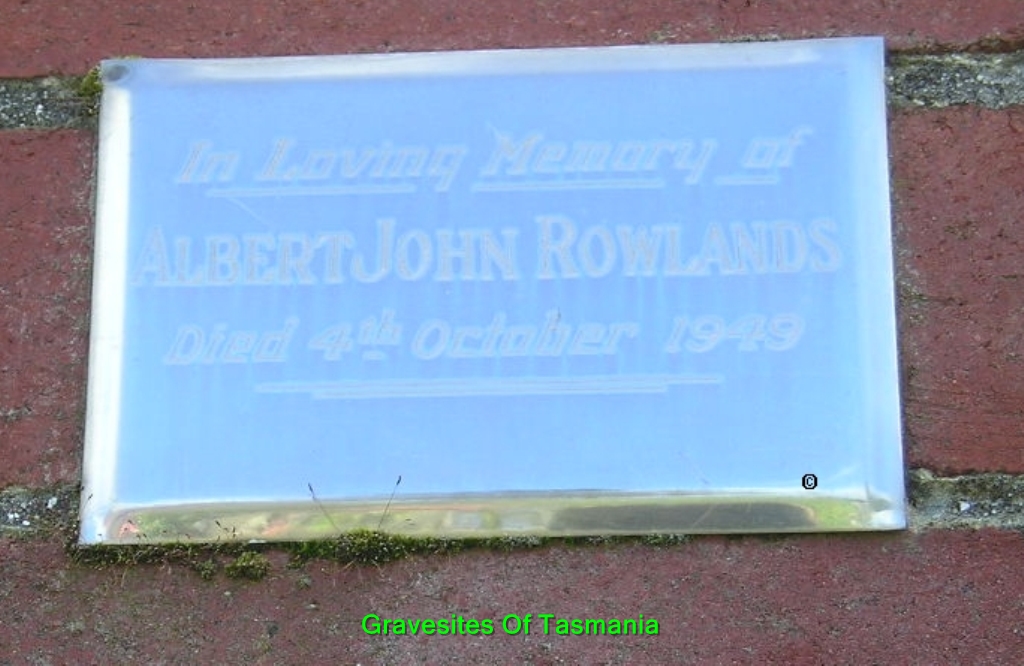 In Loving Memory of
ALBERT JOHN ROWLANDS
Died 4th October 1949
©
Gravesites Of Tasmania